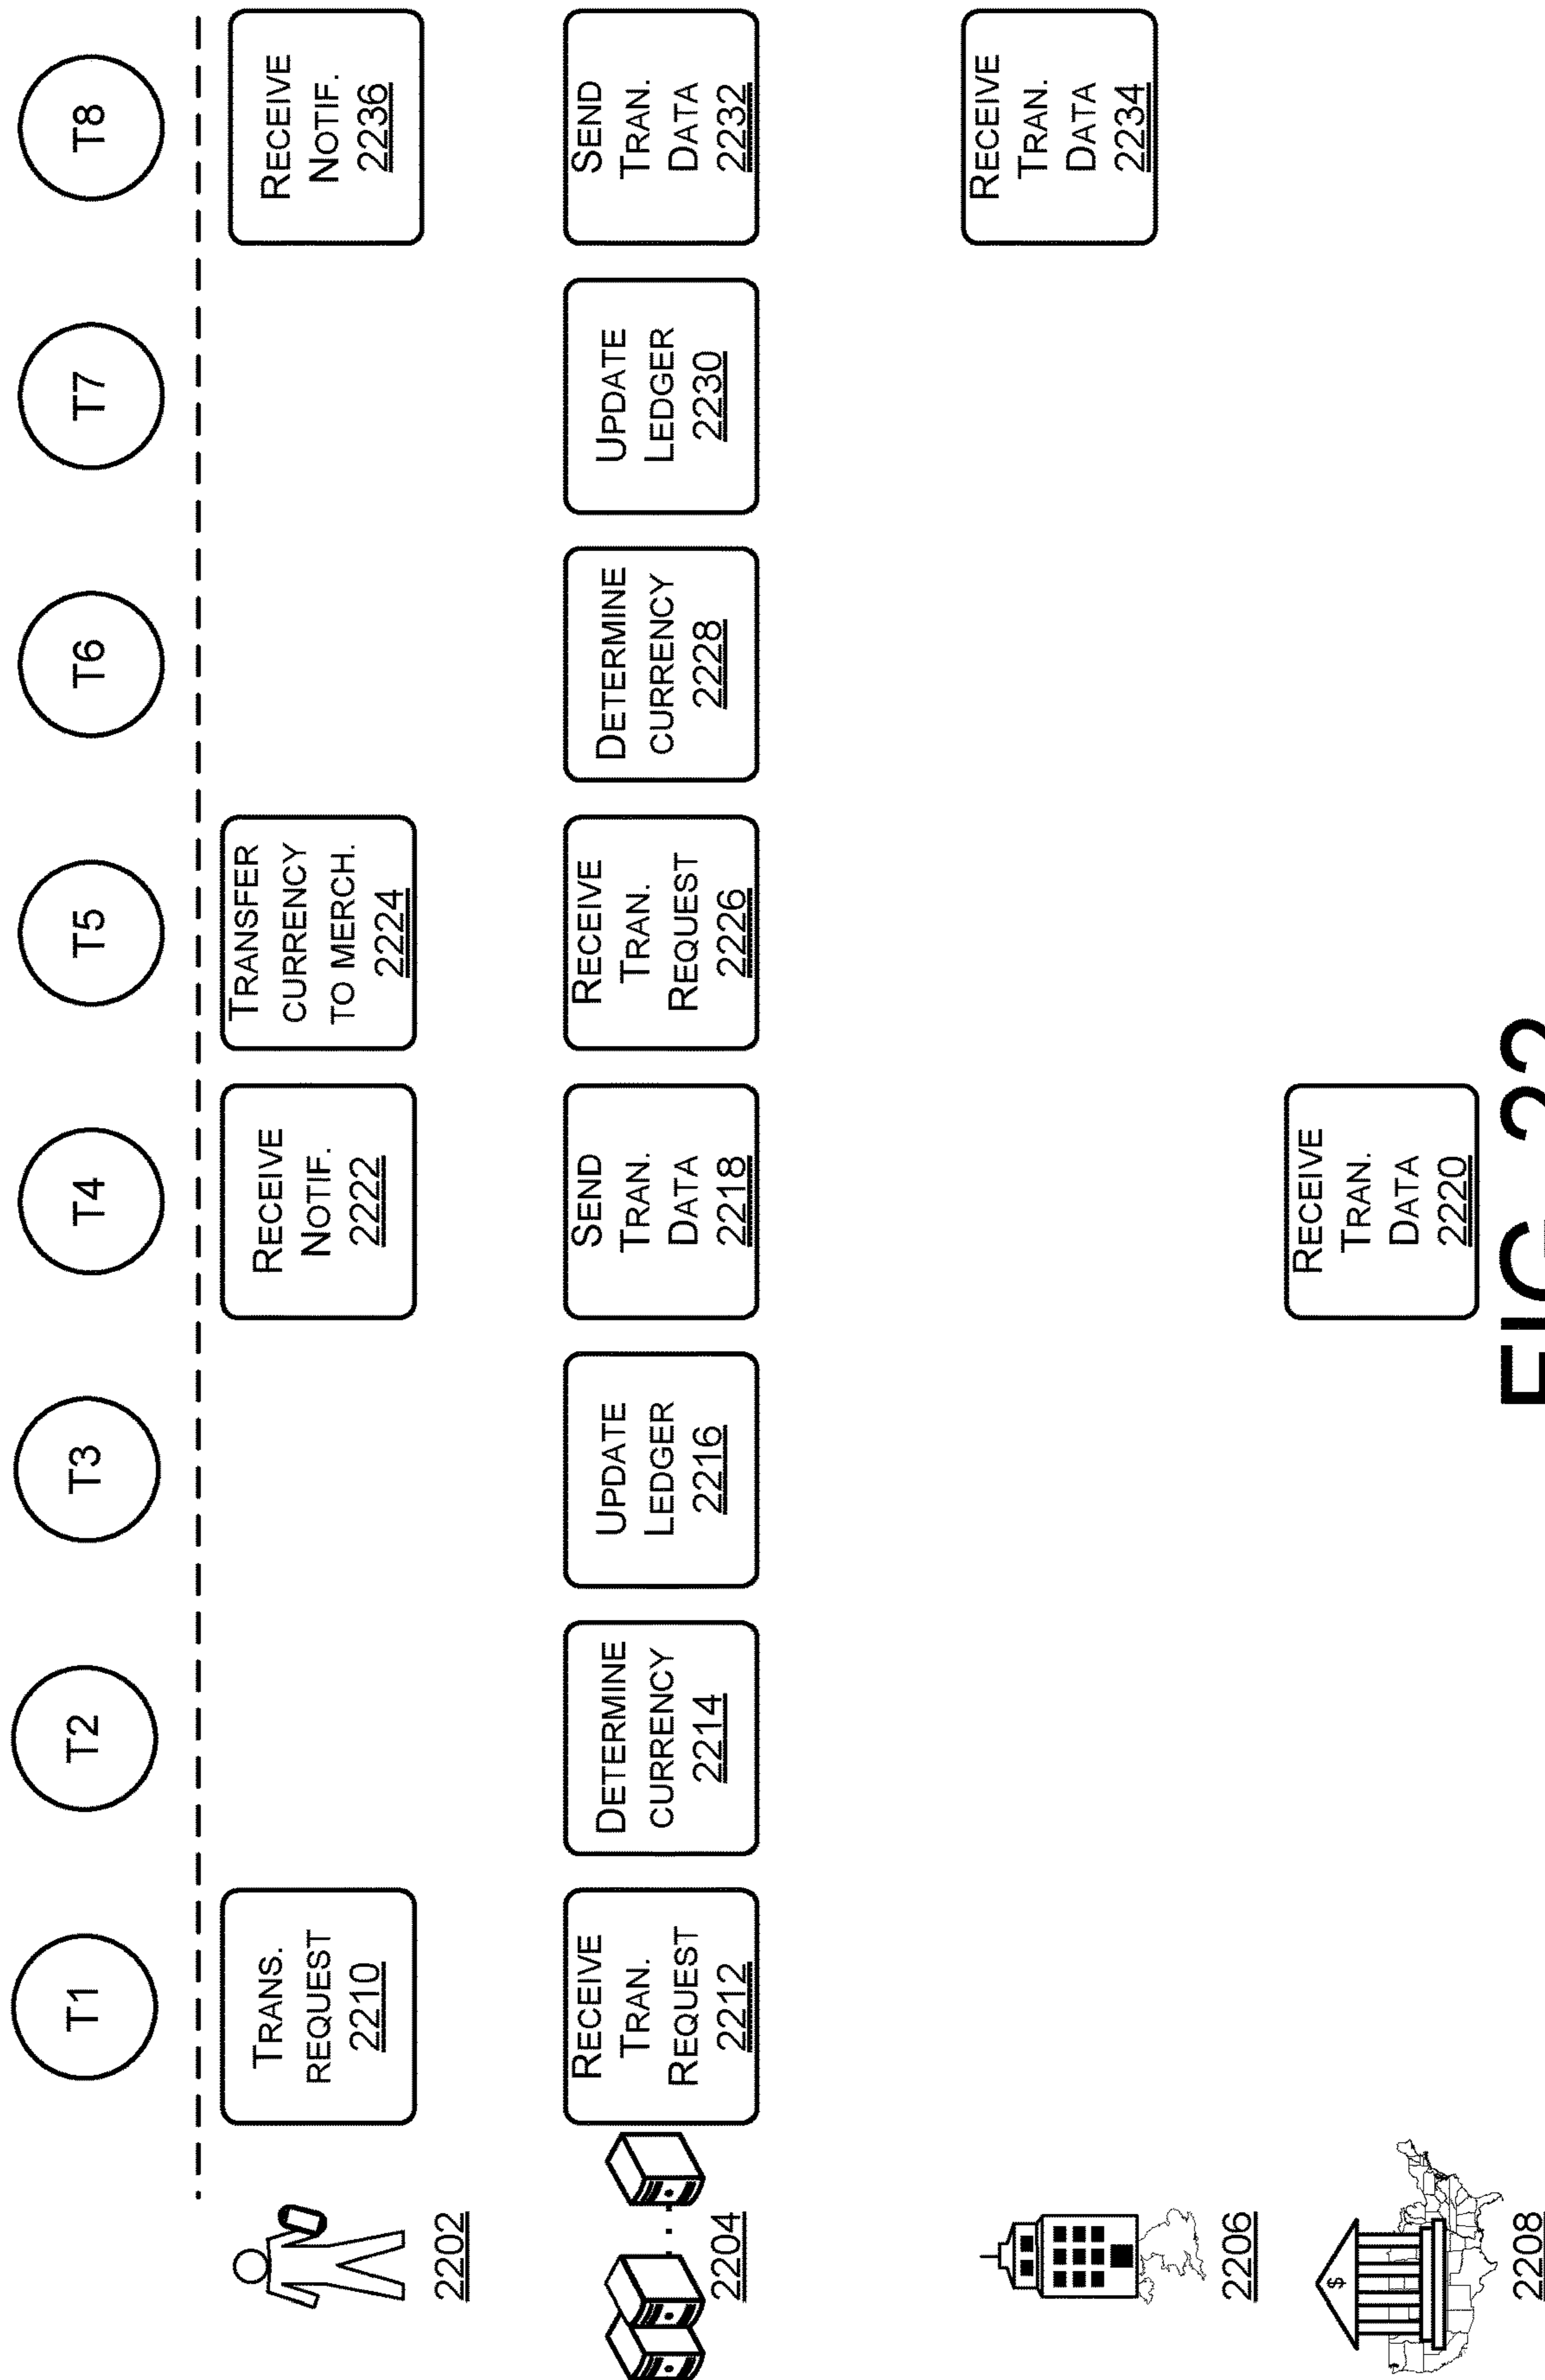 T1
T2
T3
T4
T5
T6
T7
T8
2202
TRANS.
REQUEST
2210
RECEIVE
NOTIF.
2222
TRANSFER
CURRENCY
TO MERCH.
2224
RECEIVE
NOTIF.
2236
2204
RECEIVE
TRAN.
REQUEST
2212
DETERMINE
CURRENCY
2214
UPDATE
LEDGER
2216
SEND
TRAN.
DATA
2218
RECEIVE
TRAN.
REQUEST
2226
DETERMINE
CURRENCY
2228
UPDATE
LEDGER
2230
SEND
TRAN.
DATA
2232
2206
RECEIVE
TRAN.
DATA
2234
$
2208
RECEIVE
TRAN.
DATA
2220